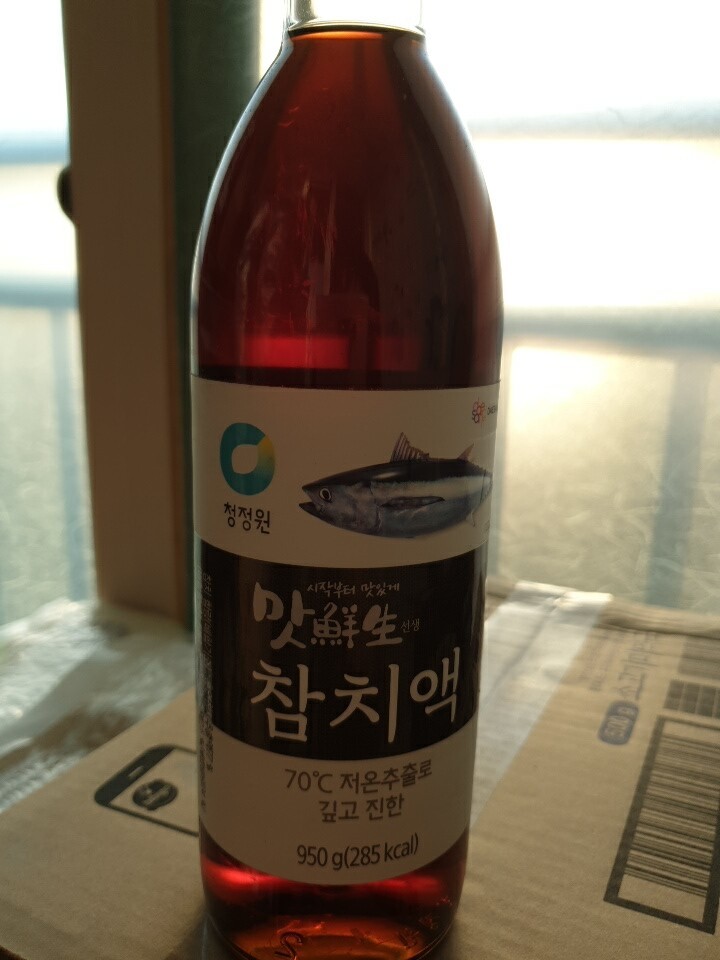 청정원
시작부터 맛있게
맛鮮生 선생
참치액
70℃ 저온추출로
깊고 진한
950 g(285 kcal)
500 g